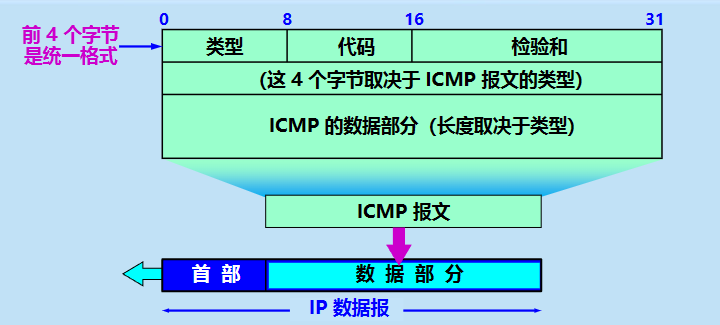 0 8 16 31
前 4 个字节
是统一格式
类型 代码 检验和
(这 4 个字节取决于 ICMP 报文的类型)
ICMP 的数据部分（长度取决于类型）
ICMP 报文
首 部 数 据 部 分
IP 数据报